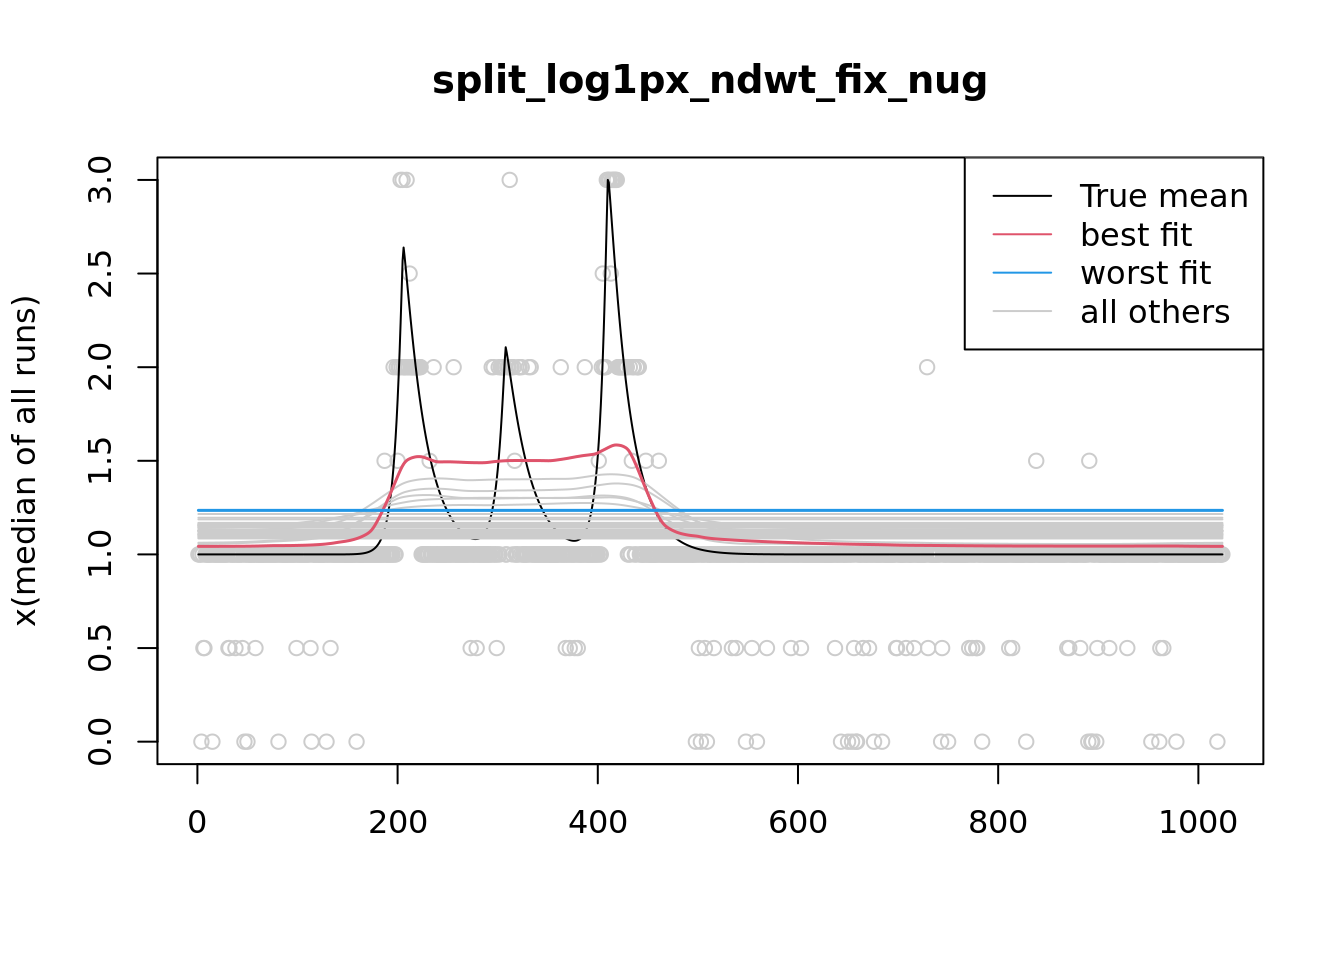 split_log1px_ndwt_fix_nug
x(median of all runs)
3.0
2.5
2.0
1.5
1.0
0.5
0.0
True mean
best fit
worst fit
all others
0 200 400 600 800 1000